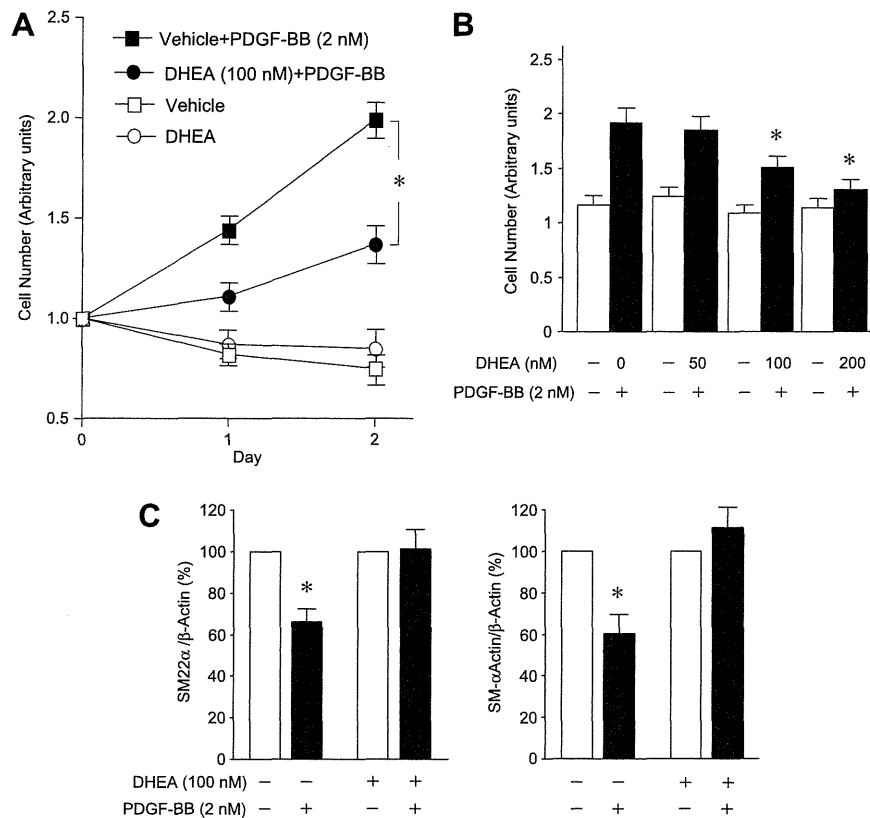 A
2.5
2.0
1.5
1.0
0.5
Cell Number (Arbitrary units)
Vehicle+PDGF-BB (2 nM)
DHEA (100 nM)+PDGF-BB
Vehicle
DHEA
*
0 1 2
Day
B
2.5
2
1.5
1
0.5
0
Cell Number (Arbitrary units)
* *
DHEA (nM) – 0 – 50 – 100 – 200
PDGF-BB (2 nM) – + – + – + – +
C
120
100
80
60
40
20
0
SM22α/β-Actin (%)
*
120
100
80
60
40
20
0
SM-αActin/β-Actin (%)
*
DHEA (100 nM) – – + + – – + +
PDGF-BB (2 nM) – + – + – + – +